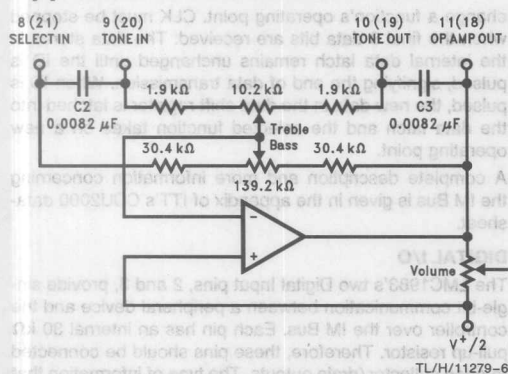 8(21)
SELECT IN
9(20)
TONE IN
10(19)
TONE OUT
11(18)
OP AMP OUT
C2
0.0082 µF
1.9 kΩ
10.2 kΩ
1.9 kΩ
C3
0.0082 µF
Treble
Bass
30.4 kΩ
30.4 kΩ
139.2 kΩ
−
+
Volume
V+/2
TL/H/11279-6